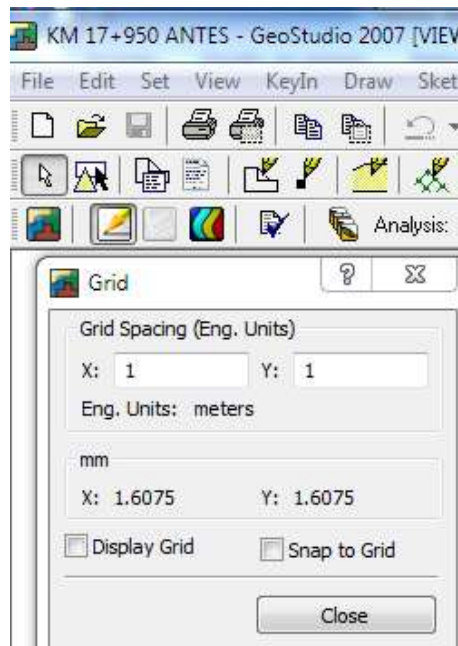 KM 17+950 ANTES - GeoStudio 2007 [VIEW
File Edit Set View KeyIn Draw Sket
Analysis:
Grid
Grid Spacing (Eng. Units)
X: 1 Y: 1
Eng. Units: meters
mm
X: 1.6075 Y: 1.6075
Display Grid Snap to Grid
Close